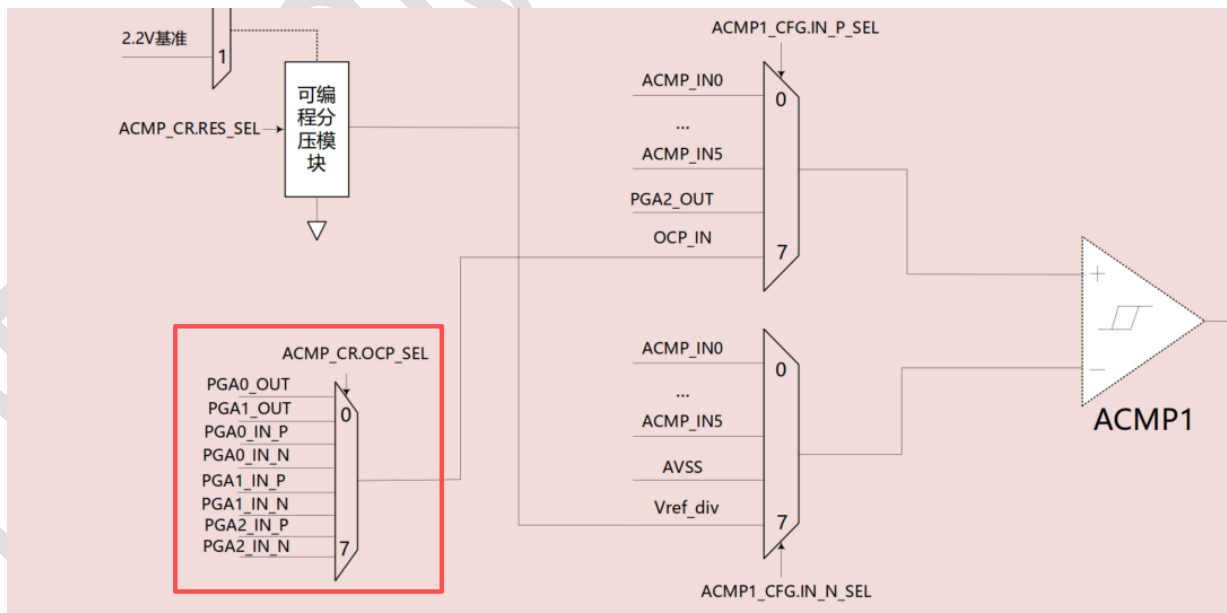 2.2V基准
1
可编
程分
压模
块
ACMP_CR.RES_SEL
ACMP1_CFG.IN_P_SEL
ACMP_IN0
0
...
ACMP_IN5
PGA2_OUT
OCP_IN
7
+
−
ACMP1
ACMP_CR.OCP_SEL
PGA0_OUT
0
PGA1_OUT
PGA0_IN_P
PGA0_IN_N
PGA1_IN_P
PGA1_IN_N
PGA2_IN_P
PGA2_IN_N
7
ACMP_IN0
0
...
ACMP_IN5
AVSS
Vref_div
7
ACMP1_CFG.IN_N_SEL